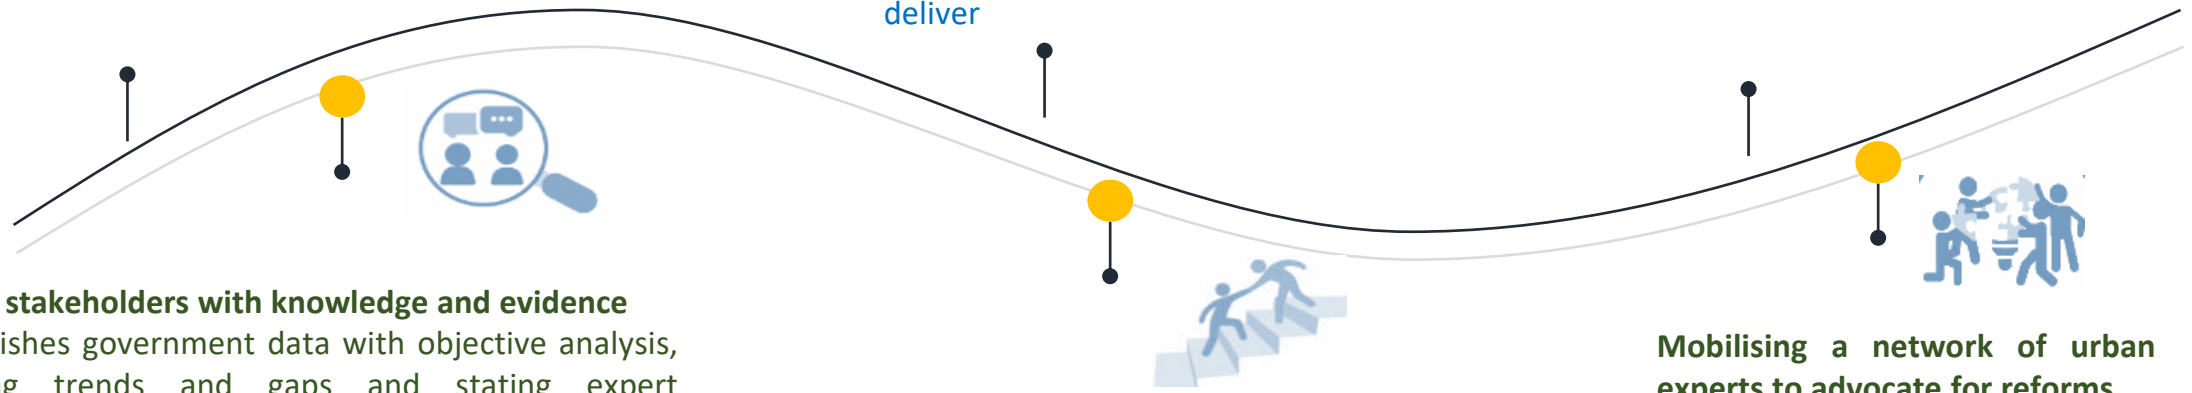 deliver
stakeholders with knowledge and evidence
ishes government data with objective analysis,
g trends and gaps and stating expert
Mobilising a network of urban
experts to advocate for reforms